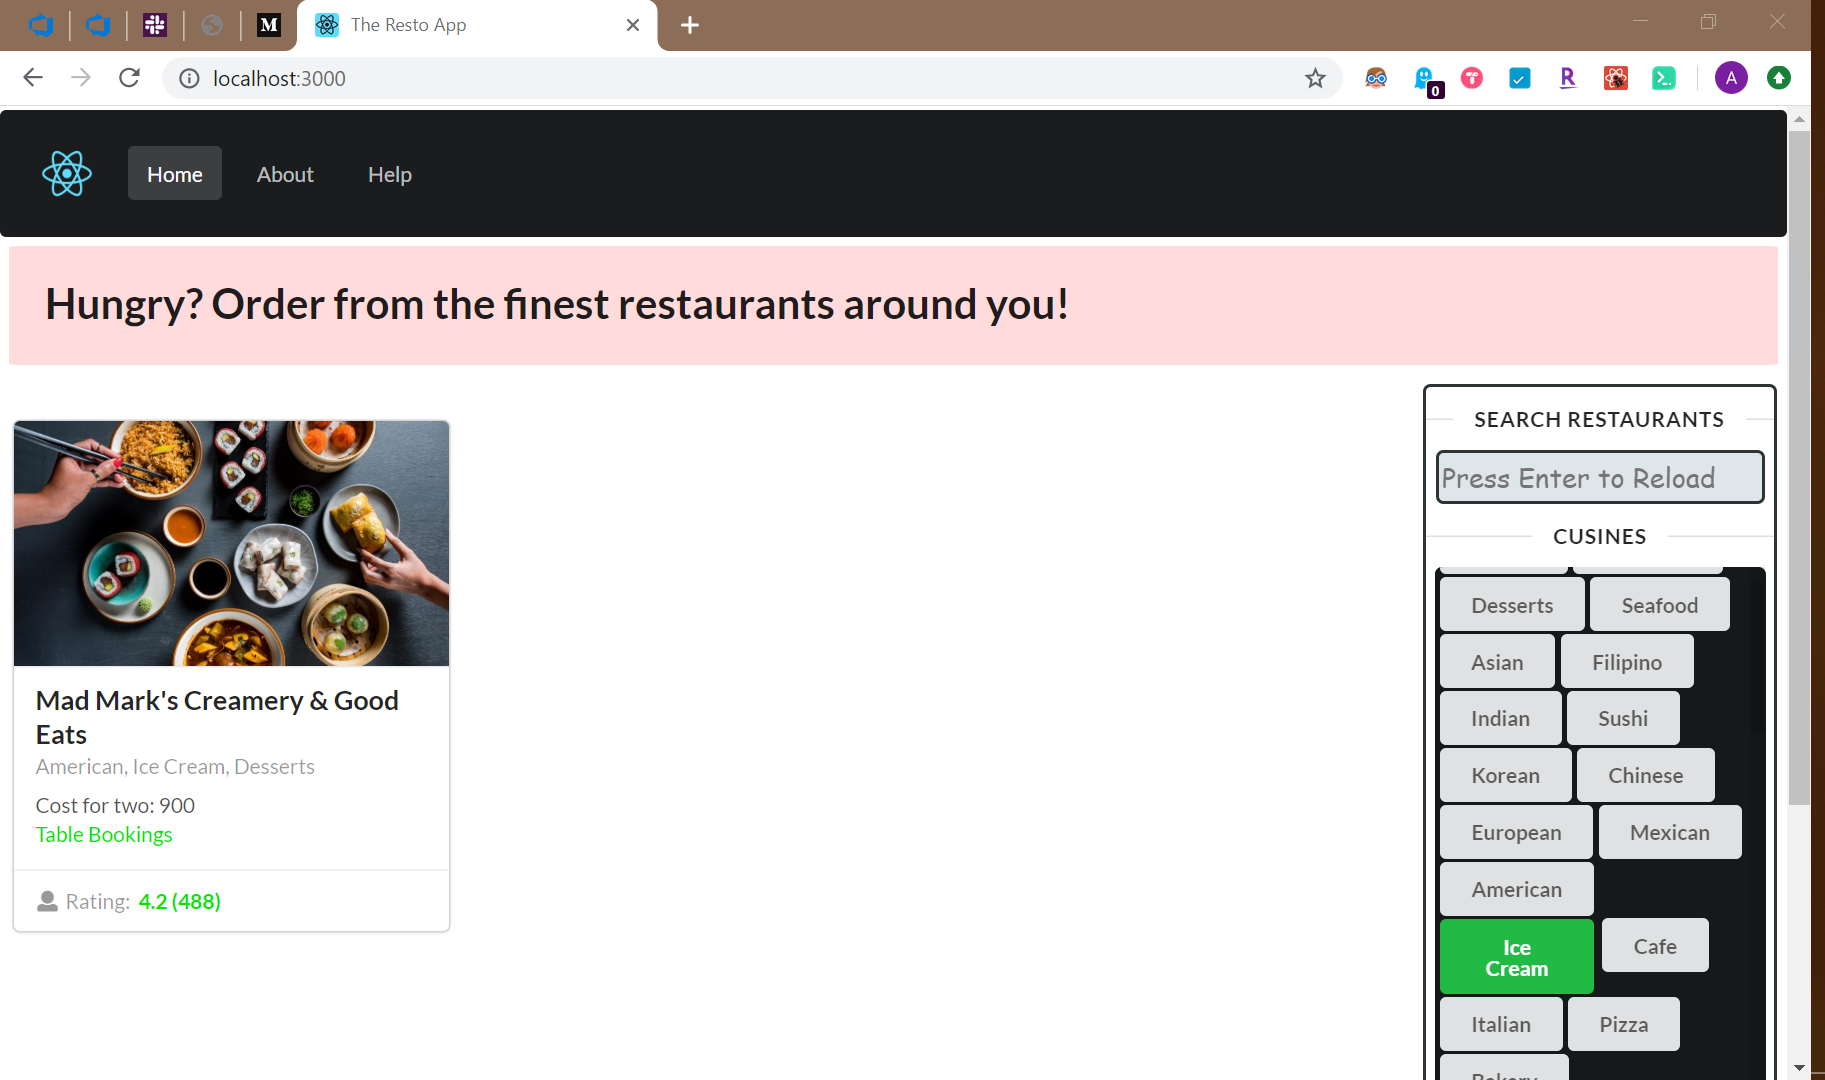 M
The Resto App
localhost:3000
0
R
A
Home
About
Help
Hungry? Order from the finest restaurants around you!
Mad Mark's Creamery & Good
Eats
American, Ice Cream, Desserts
Cost for two: 900
Table Bookings
Rating: 4.2 (488)
SEARCH RESTAURANTS
Press Enter to Reload
CUSINES
Desserts
Seafood
Asian
Filipino
Indian
Sushi
Korean
Chinese
European
Mexican
American
Ice
Cream
Cafe
Italian
Pizza
Bakery